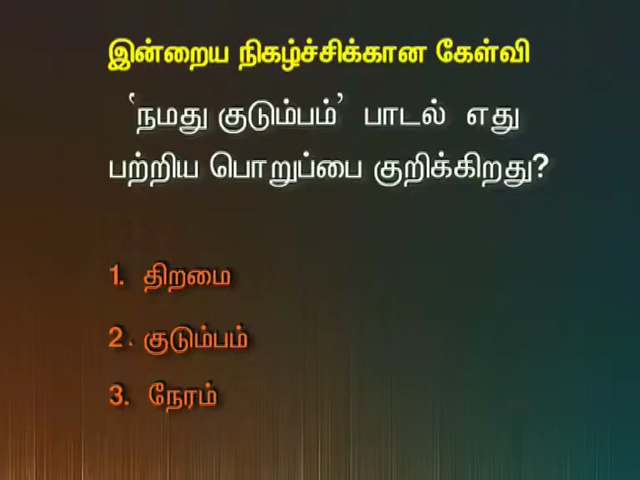 இன்றைய நிகழ்ச்சிக்கான கேள்வி
‘நமது குடும்பம்’ பாடல் எது
பற்றிய பொறுப்பை குறிக்கிறது?
1. திறமை
2. குடும்பம்
3. நேரம்